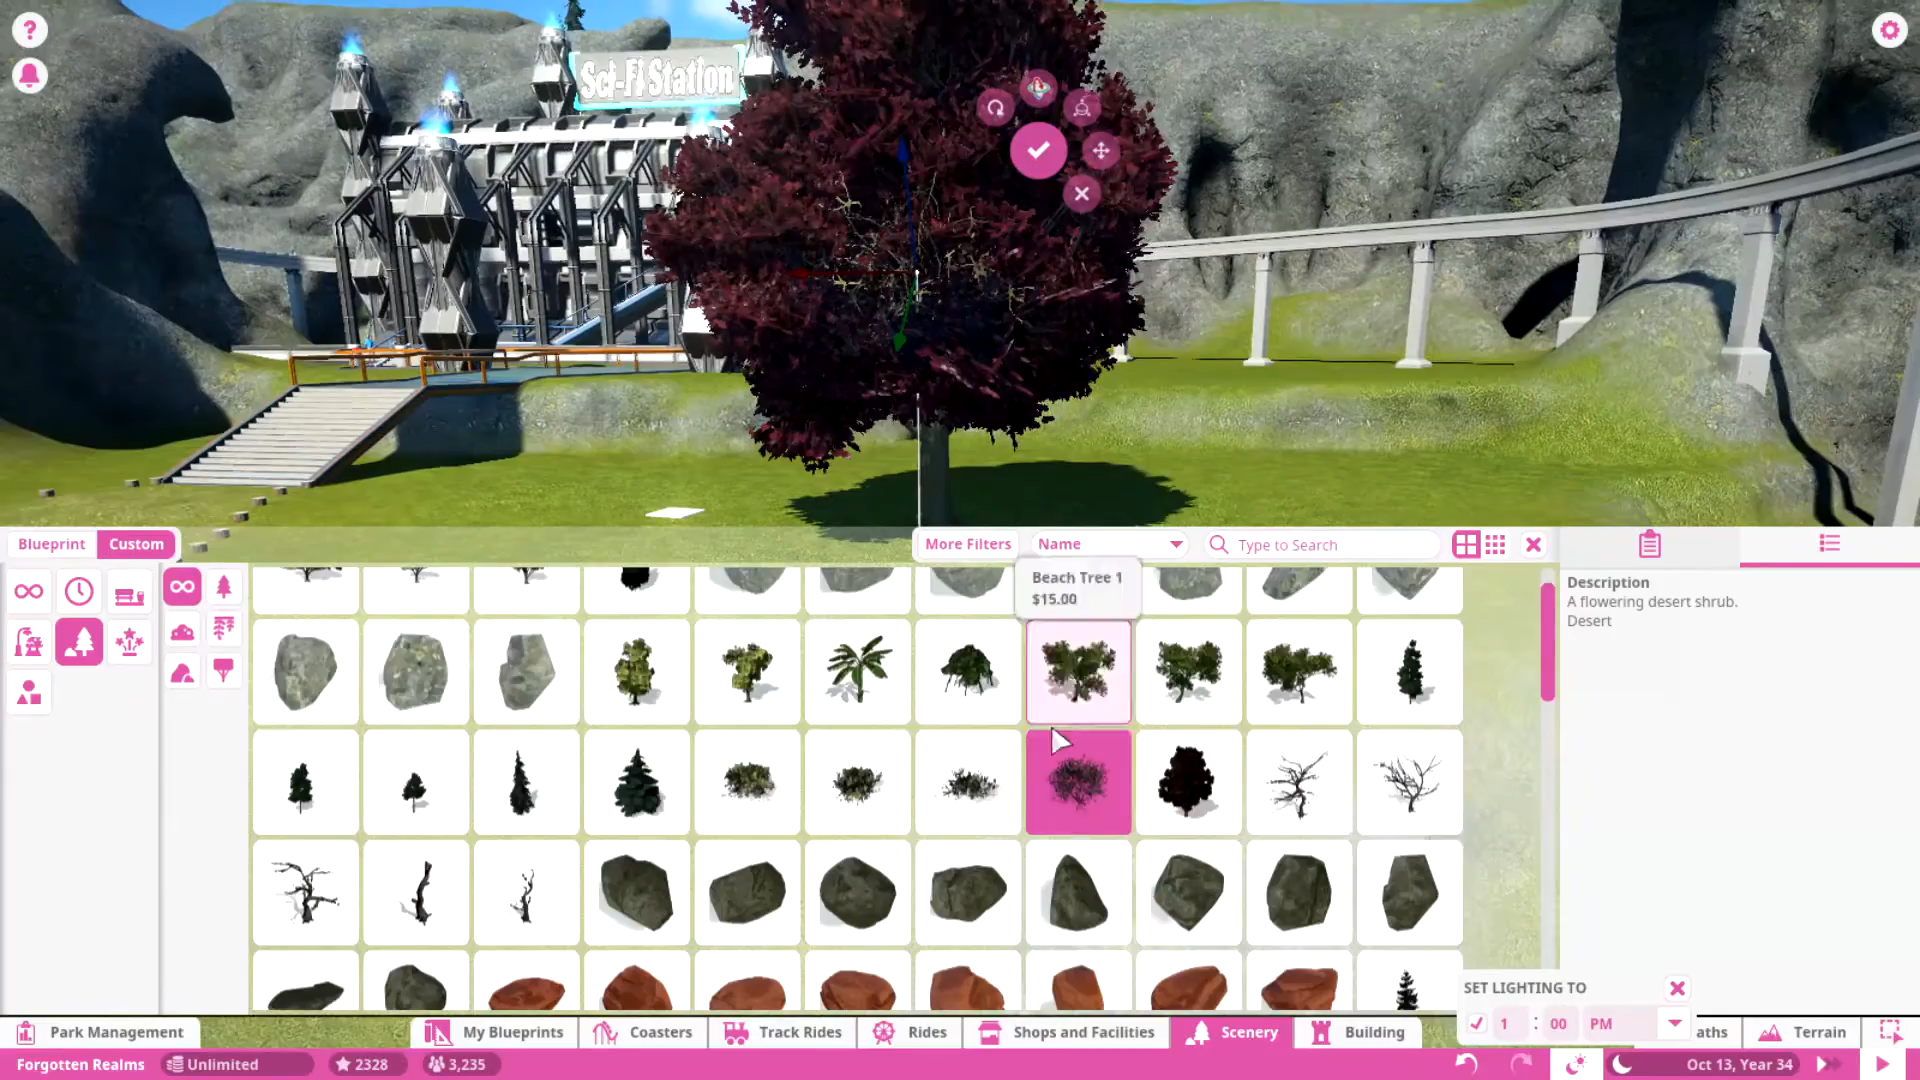 ?
Sci-Fi Station
Blueprint
Custom
More Filters
Name
Type to Search
Beach Tree 1
$15.00
Description
A flowering desert shrub.
Desert
SET LIGHTING TO
1 : 00 PM
Park Management
My Blueprints
Coasters
Track Rides
Rides
Shops and Facilities
Scenery
Building
aths
Terrain
Forgotten Realms
Unlimited
2328
3,235
Oct 13, Year 34